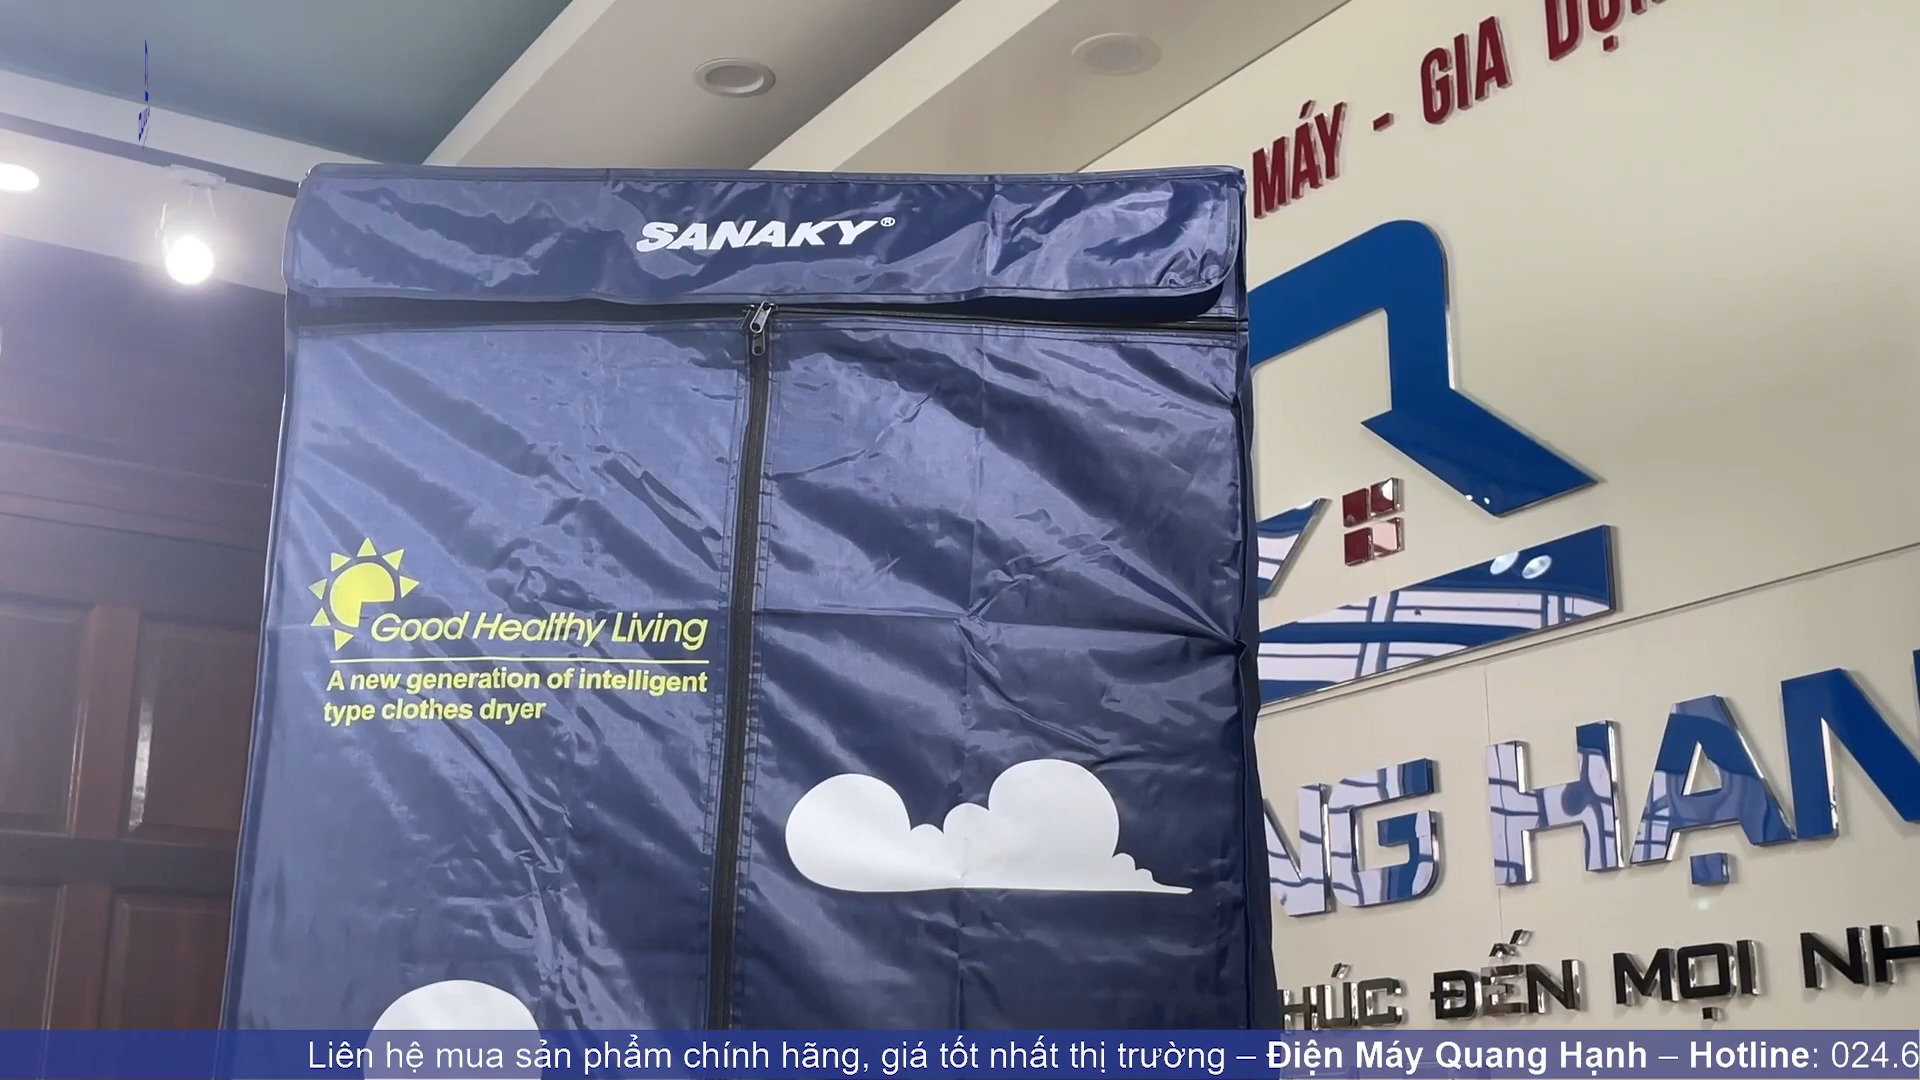 MÁY - GIA DỤN
SANAKY®
Good Healthy Living
A new generation of intelligent
type clothes dryer
NG HẠN
HÚC ĐẾN MỌI NH
Liên hệ mua sản phẩm chính hãng, giá tốt nhất thị trường – Điện Máy Quang Hạnh – Hotline: 024.6